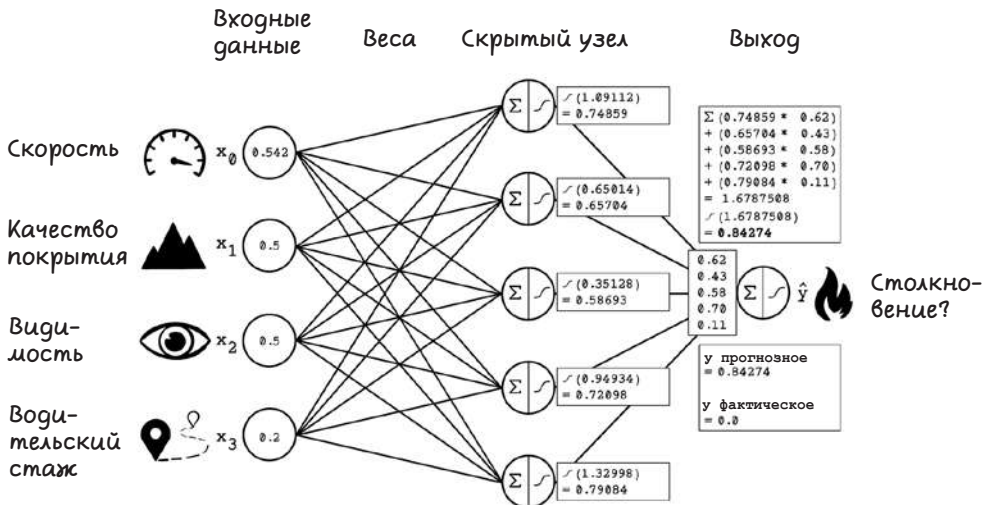 Входные
данные
Веса
Скрытый узел
Выход
Скорость
x₀
0.542
Качество
покрытия
x₁
0.5
Види-
мость
x₂
0.5
Води-
тельский
стаж
x₃
0.2
Σ
∫(1.09112)
= 0.74859
Σ
∫(0.65014)
= 0.65704
Σ
∫(0.35128)
= 0.58693
Σ
∫(0.94934)
= 0.72098
Σ
∫(1.32998)
= 0.79084
Σ (0.74859 * 0.62)
+ (0.65704 * 0.43)
+ (0.58693 * 0.58)
+ (0.72098 * 0.70)
+ (0.79084 * 0.11)
= 1.6787508
∫(1.6787508)
= 0.84274
0.62
0.43
0.58
0.70
0.11
Σ
ŷ
Столкно-
вение?
y прогнозное
= 0.84274
y фактическое
= 0.0